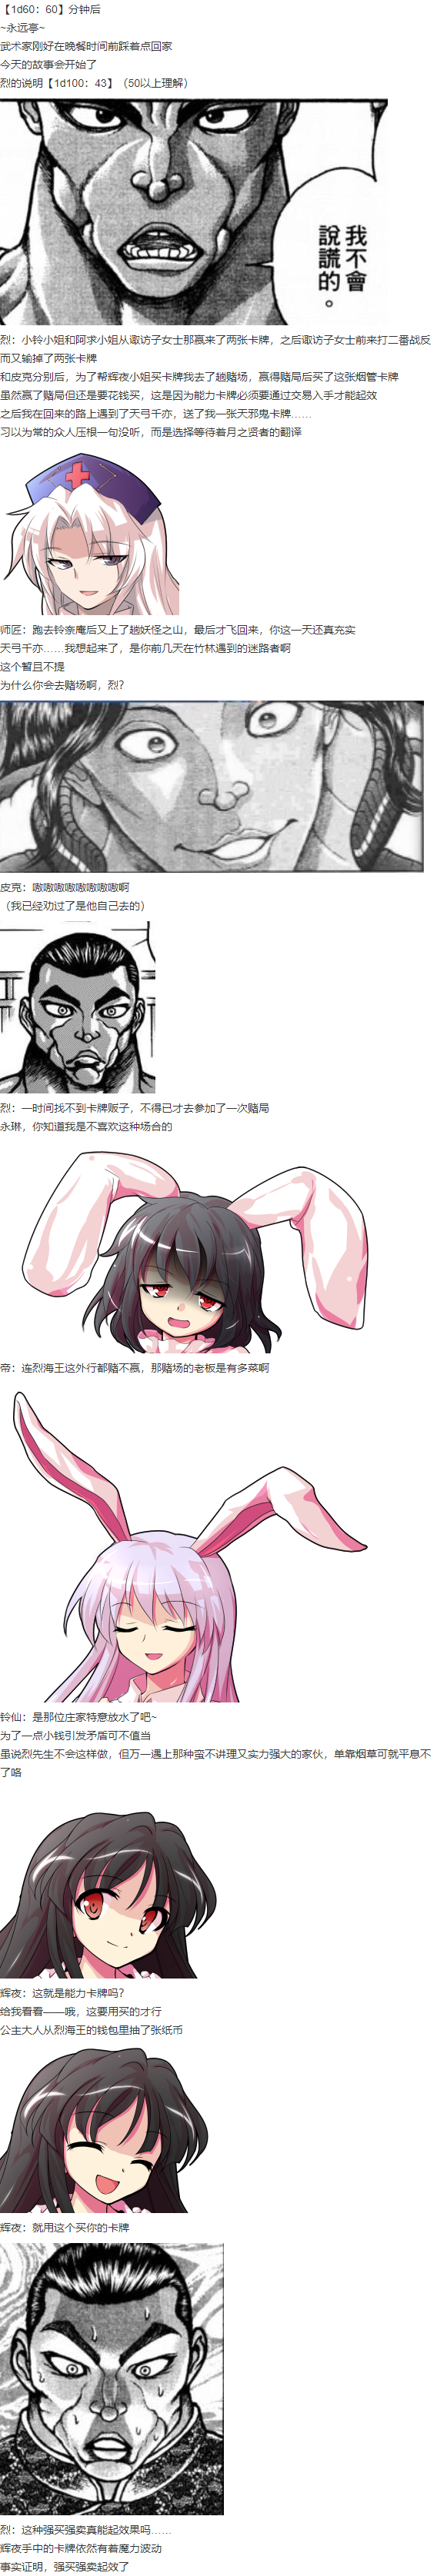 【1d60：60】分钟后
~永远亭~
武术家刚好在晚餐时间前踩着点回家
今天的故事会开始了
烈的说明【1d100：43】（50以上理解）
我不會
說謊的。
烈：小铃小姐和阿求小姐从诹访子女士那赢来了两张卡牌，之后诹访子女士前来打二番战反
而又输掉了两张卡牌
和皮克分别后，为了帮辉夜小姐买卡牌我去了趟赌场，赢得赌局后买了这张烟管卡牌
虽然赢了赌局但还是要花钱买，这是因为能力卡牌必须要通过交易入手才能起效
之后我在回来的路上遇到了天弓千亦，送了我一张天邪鬼卡牌……
习以为常的众人压根一句没听，而是选择等待着月之贤者的翻译
师匠：跑去铃奈庵后又上了趟妖怪之山，最后才飞回来，你这一天还真充实
天弓千亦……我想起来了，是你前几天在竹林遇到的迷路者啊
这个暂且不提
为什么你会去赌场啊，烈？
皮克：嗷嗷嗷嗷嗷嗷嗷嗷啊
（我已经劝过了是他自己去的）
烈：一时间找不到卡牌贩子，不得已才去参加了一次赌局
永琳，你知道我是不喜欢这种场合的
帝：连烈海王这外行都赌不赢，那赌场的老板是有多菜啊
铃仙：是那位庄家特意放水了吧~
为了一点小钱引发矛盾可不值当
虽说烈先生不会这样做，但万一遇上那种蛮不讲理又实力强大的家伙，单靠烟草可就平息不
了咯
辉夜：这就是能力卡牌吗？
给我看看——哦，这要用买的才行
公主大人从烈海王的钱包里抽了张纸币
辉夜：就用这个买你的卡牌
烈：这种强买强卖真能起效果吗……
辉夜手中的卡牌依然有着魔力波动
事实证明，强买强卖起效了